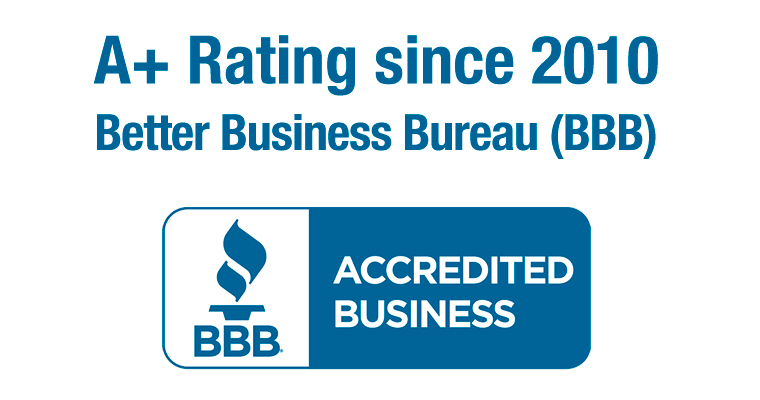 A+ Rating since 2010
Better Business Bureau (BBB)
ACCREDITED
BUSINESS
BBB®